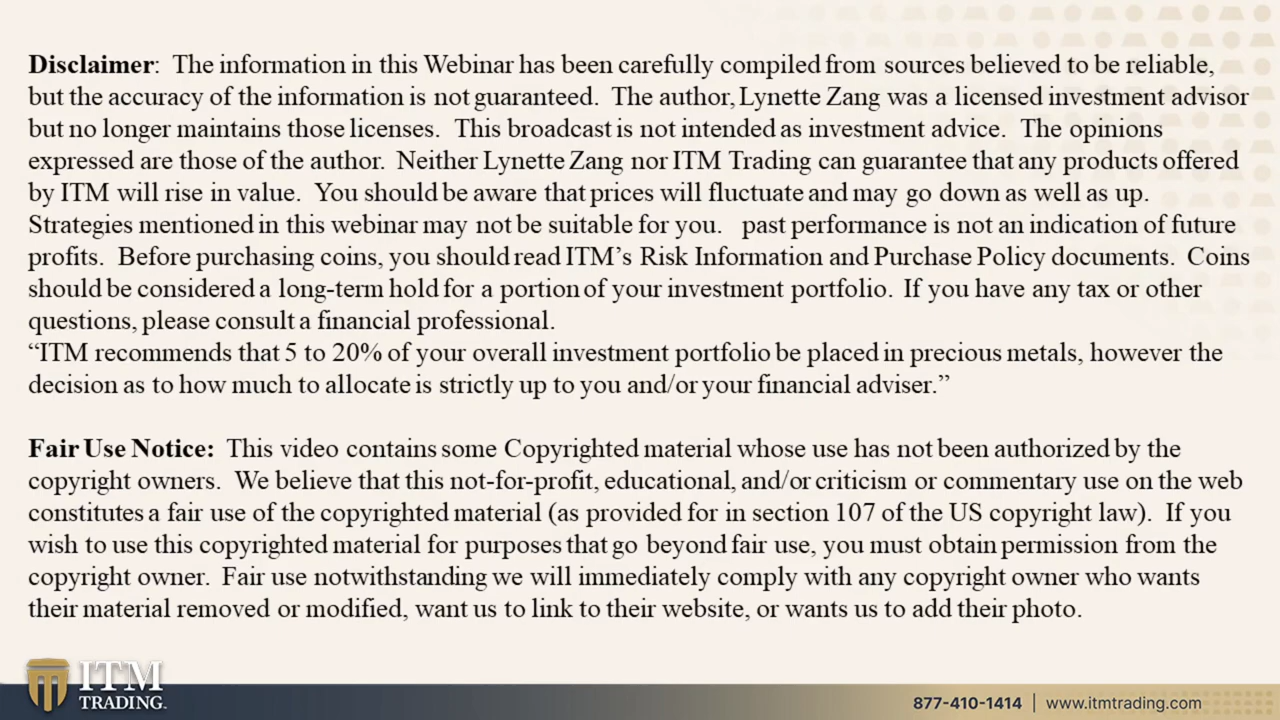 Disclaimer: The information in this Webinar has been carefully compiled from sources believed to be reliable,
but the accuracy of the information is not guaranteed. The author, Lynette Zang was a licensed investment advisor
but no longer maintains those licenses. This broadcast is not intended as investment advice. The opinions
expressed are those of the author. Neither Lynette Zang nor ITM Trading can guarantee that any products offered
by ITM will rise in value. You should be aware that prices will fluctuate and may go down as well as up.
Strategies mentioned in this webinar may not be suitable for you. past performance is not an indication of future
profits. Before purchasing coins, you should read ITM's Risk Information and Purchase Policy documents. Coins
should be considered a long-term hold for a portion of your investment portfolio. If you have any tax or other
questions, please consult a financial professional.
“ITM recommends that 5 to 20% of your overall investment portfolio be placed in precious metals, however the
decision as to how much to allocate is strictly up to you and/or your financial adviser.”
Fair Use Notice: This video contains some Copyrighted material whose use has not been authorized by the
copyright owners. We believe that this not-for-profit, educational, and/or criticism or commentary use on the web
constitutes a fair use of the copyrighted material (as provided for in section 107 of the US copyright law). If you
wish to use this copyrighted material for purposes that go beyond fair use, you must obtain permission from the
copyright owner. Fair use notwithstanding we will immediately comply with any copyright owner who wants
their material removed or modified, want us to link to their website, or wants us to add their photo.
ITM
TRADING
877-410-1414 | www.itmtrading.com